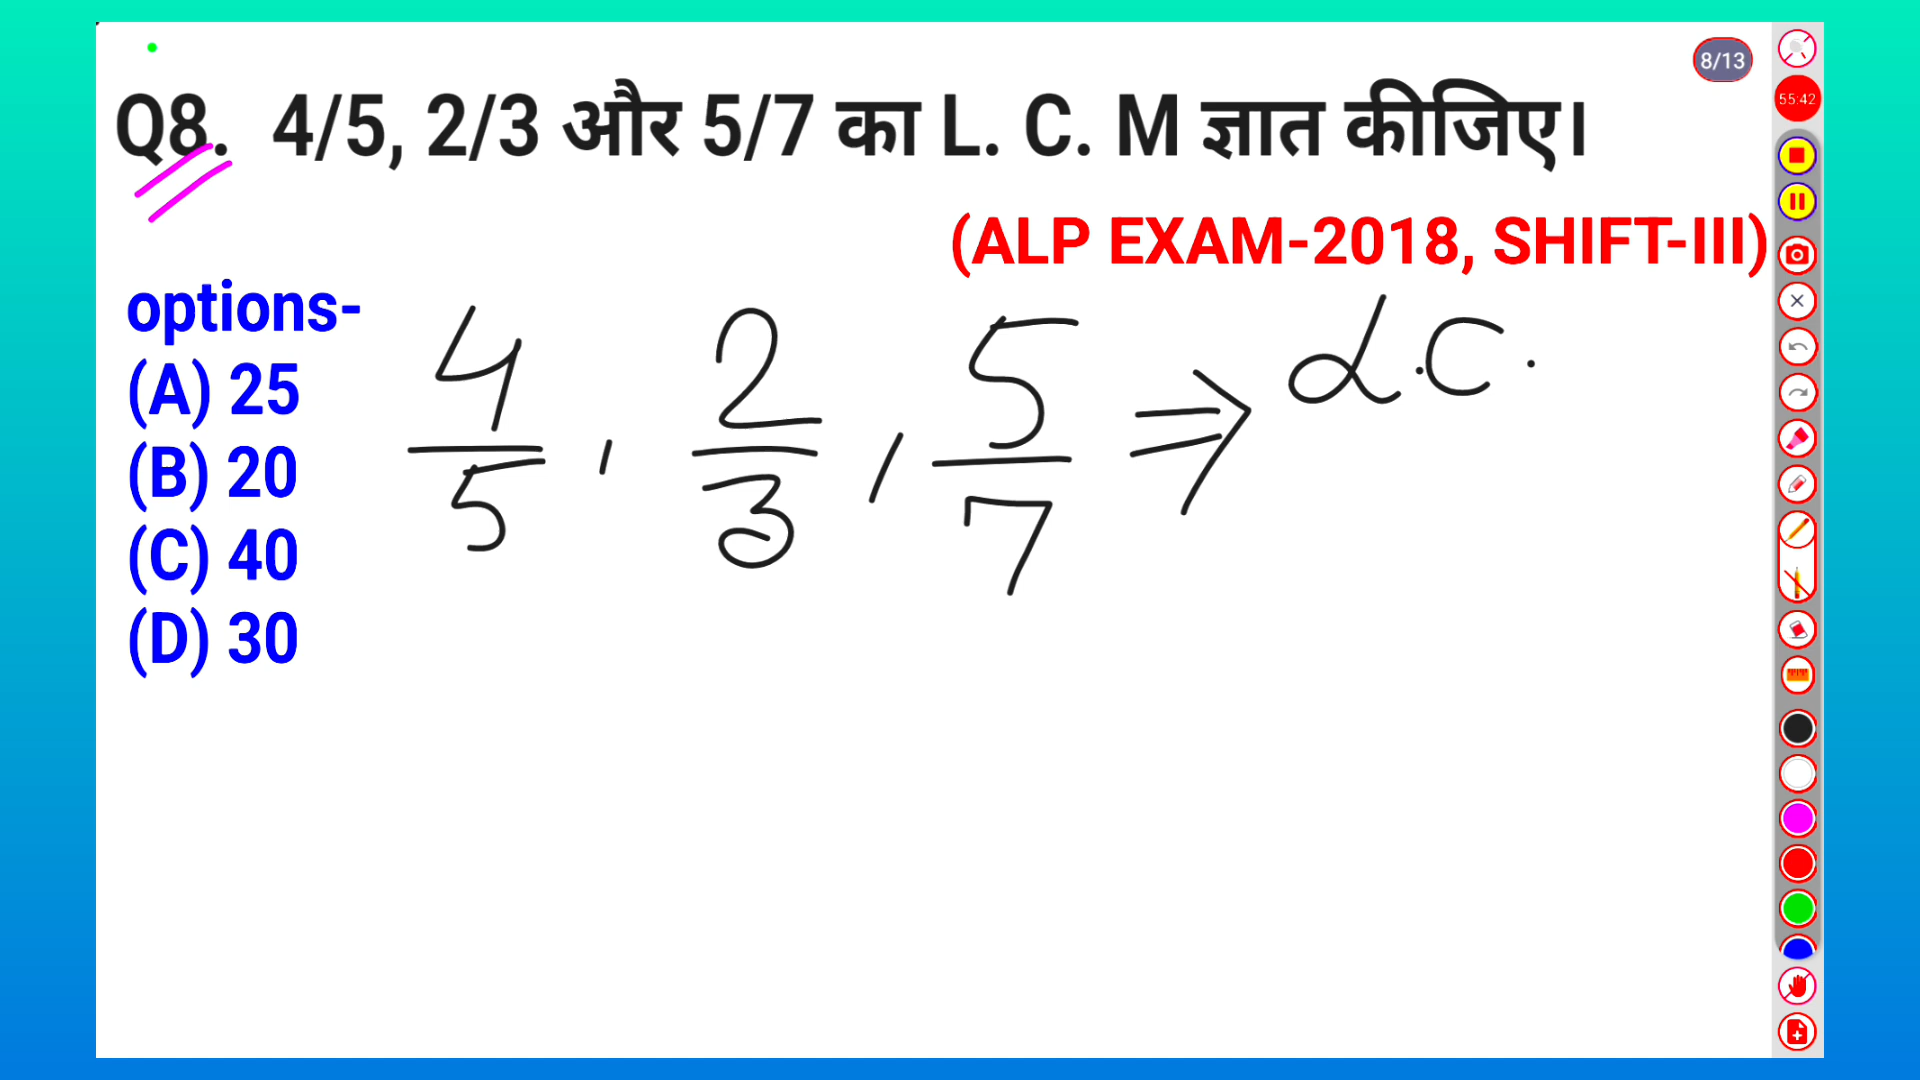 8/13
55:42
Q8. 4/5, 2/3 और 5/7 का L. C. M ज्ञात कीजिए।
(ALP EXAM-2018, SHIFT-III)
options-
(A) 25
(B) 20
(C) 40
(D) 30
4/5 , 2/3 , 5/7 ⇒ L.C.